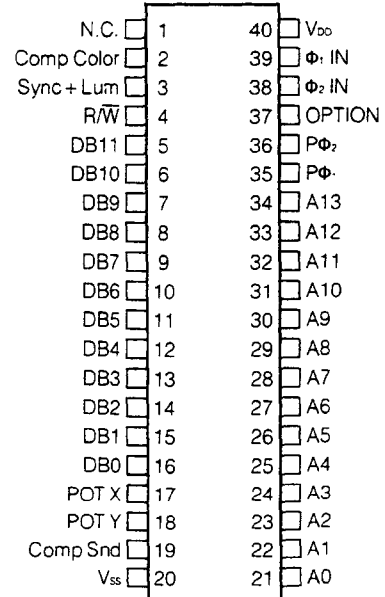 N.C. 1 40 V_DD
Comp Color 2 39 Φ₁ IN
Sync + Lum 3 38 Φ₂ IN
R/W̅ 4 37 OPTION
DB11 5 36 PΦ₂
DB10 6 35 PΦ·
DB9 7 34 A13
DB8 8 33 A12
DB7 9 32 A11
DB6 10 31 A10
DB5 11 30 A9
DB4 12 29 A8
DB3 13 28 A7
DB2 14 27 A6
DB1 15 26 A5
DB0 16 25 A4
POT X 17 24 A3
POT Y 18 23 A2
Comp Snd 19 22 A1
Vss 20 21 A0